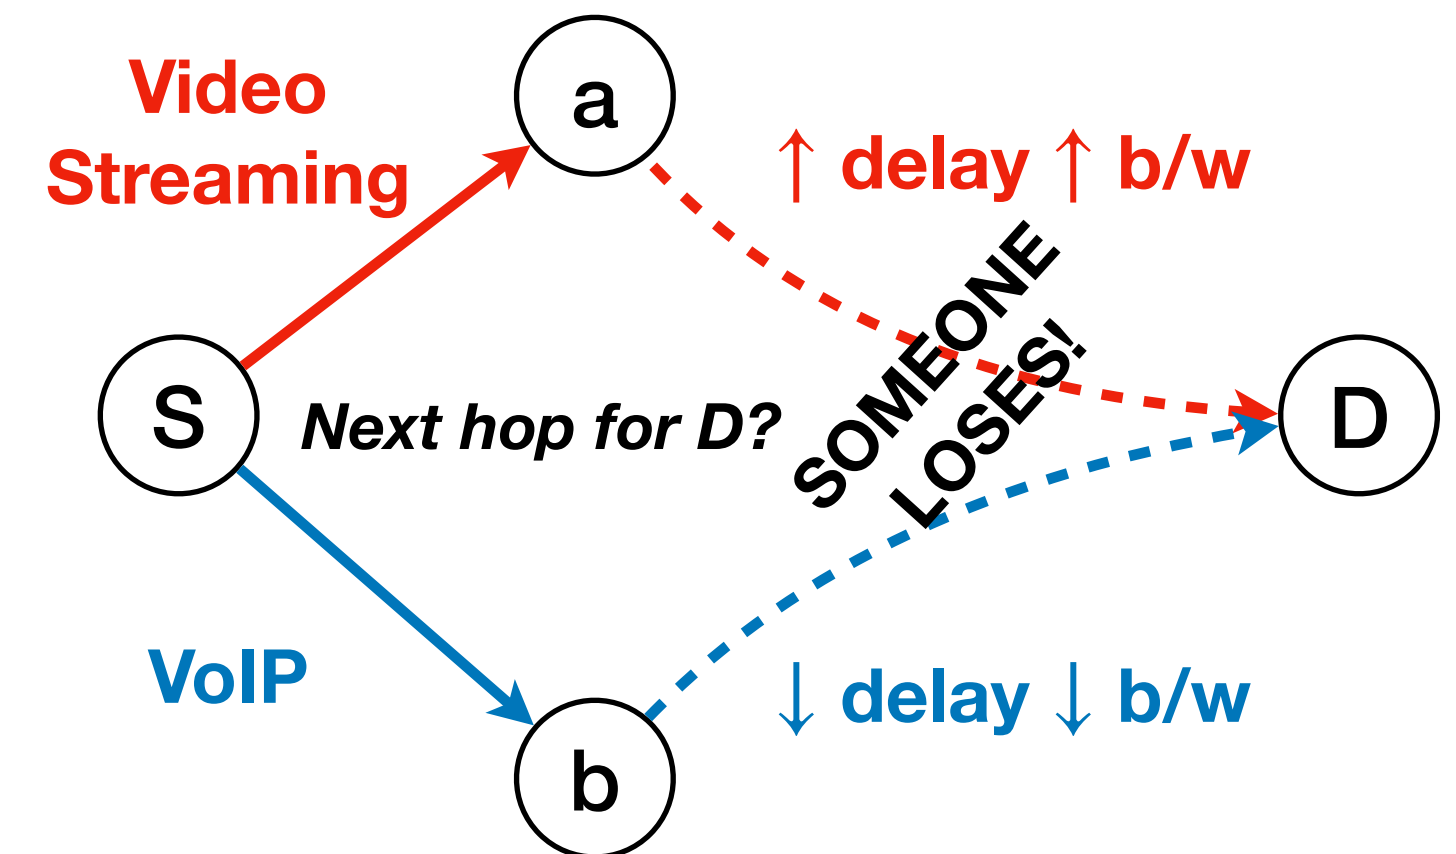 Video
Streaming
a
↑ delay ↑ b/w
SOMEONE
LOSES!
S
Next hop for D?
D
VoIP
b
↓ delay ↓ b/w